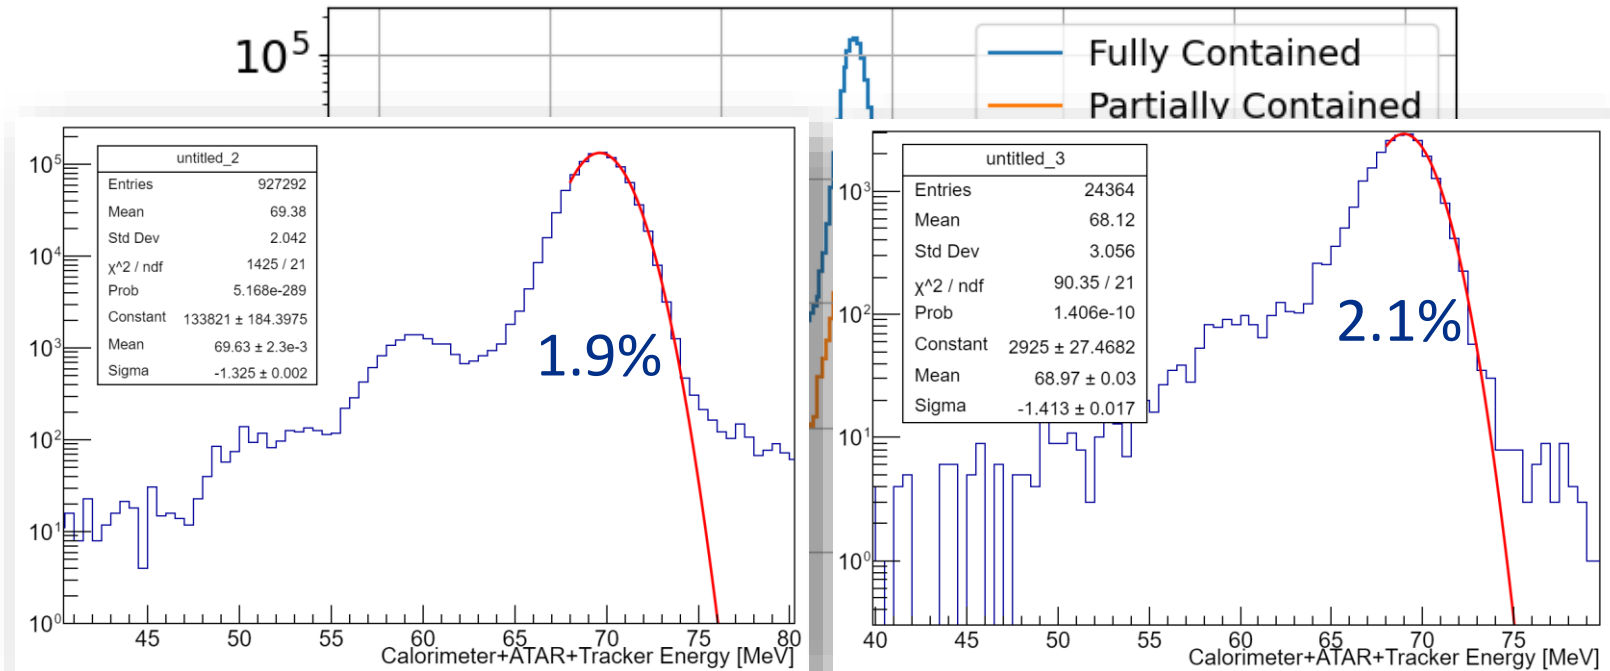 10^5
Fully Contained
Partially Contained
untitled_2
Entries 927292
Mean 69.38
Std Dev 2.042
χ^2 / ndf 1425 / 21
Prob 5.168e-289
Constant 133821 ± 184.3975
Mean 69.63 ± 2.3e-3
Sigma -1.325 ± 0.002
1.9%
10^5
10^4
10^3
10^2
10^1
10^0
45 50 55 60 65 70 75 80
Calorimeter+ATAR+Tracker Energy [MeV]
untitled_3
Entries 24364
Mean 68.12
Std Dev 3.056
χ^2 / ndf 90.35 / 21
Prob 1.406e-10
Constant 2925 ± 27.4682
Mean 68.97 ± 0.03
Sigma -1.413 ± 0.017
2.1%
10^3
10^2
10^1
10^0
40 45 50 55 60 65 70 75
Calorimeter+ATAR+Tracker Energy [MeV]